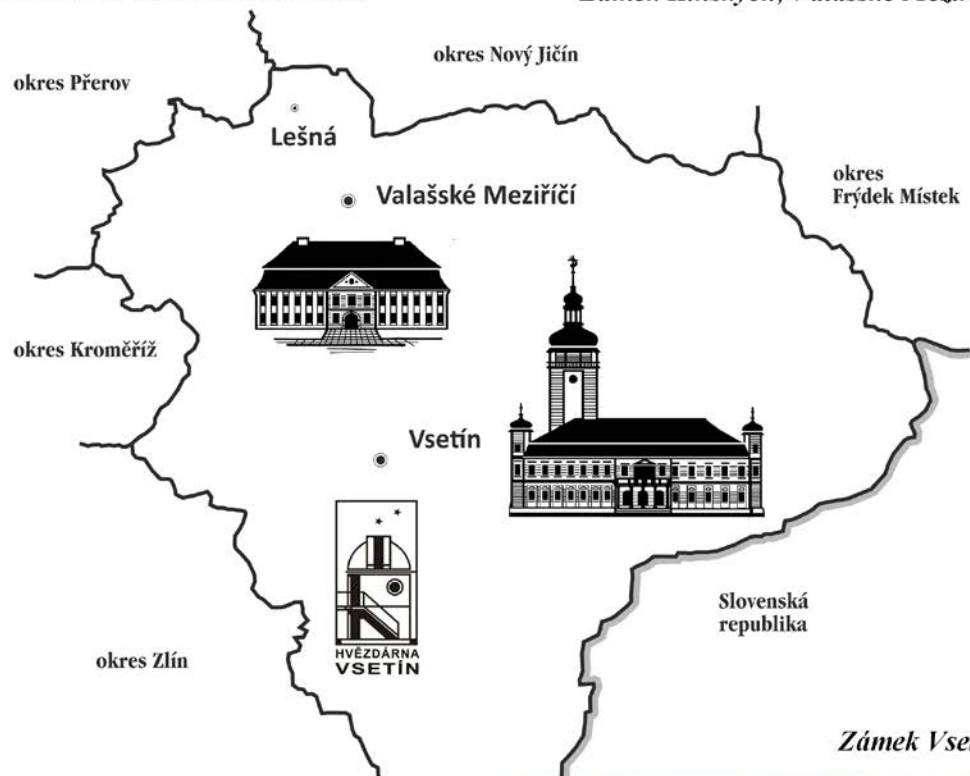 okres Nový Jičín
okres Přerov
Lešná
okres
Frýdek Místek
Valašské Meziříčí
okres Kroměříž
Vsetín
Slovenská
republika
HVĚZDÁRNA
VSETÍN
okres Zlín
Zámek